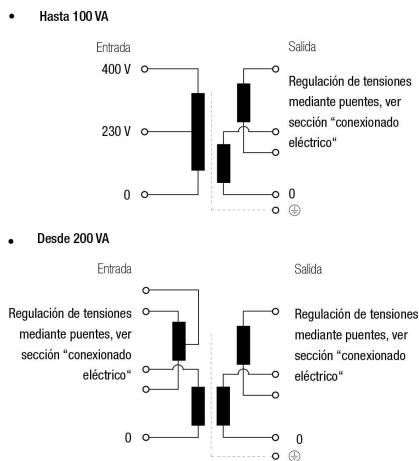 • Hasta 100 VA
Entrada
Salida
400 V
Regulación de tensiones
mediante puentes, ver
sección “conexionado
eléctrico“
230 V
0
0
• Desde 200 VA
Entrada
Salida
Regulación de tensiones
mediante puentes, ver
sección “conexionado
eléctrico“
Regulación de tensiones
mediante puentes, ver
sección “conexionado
eléctrico“
0
0